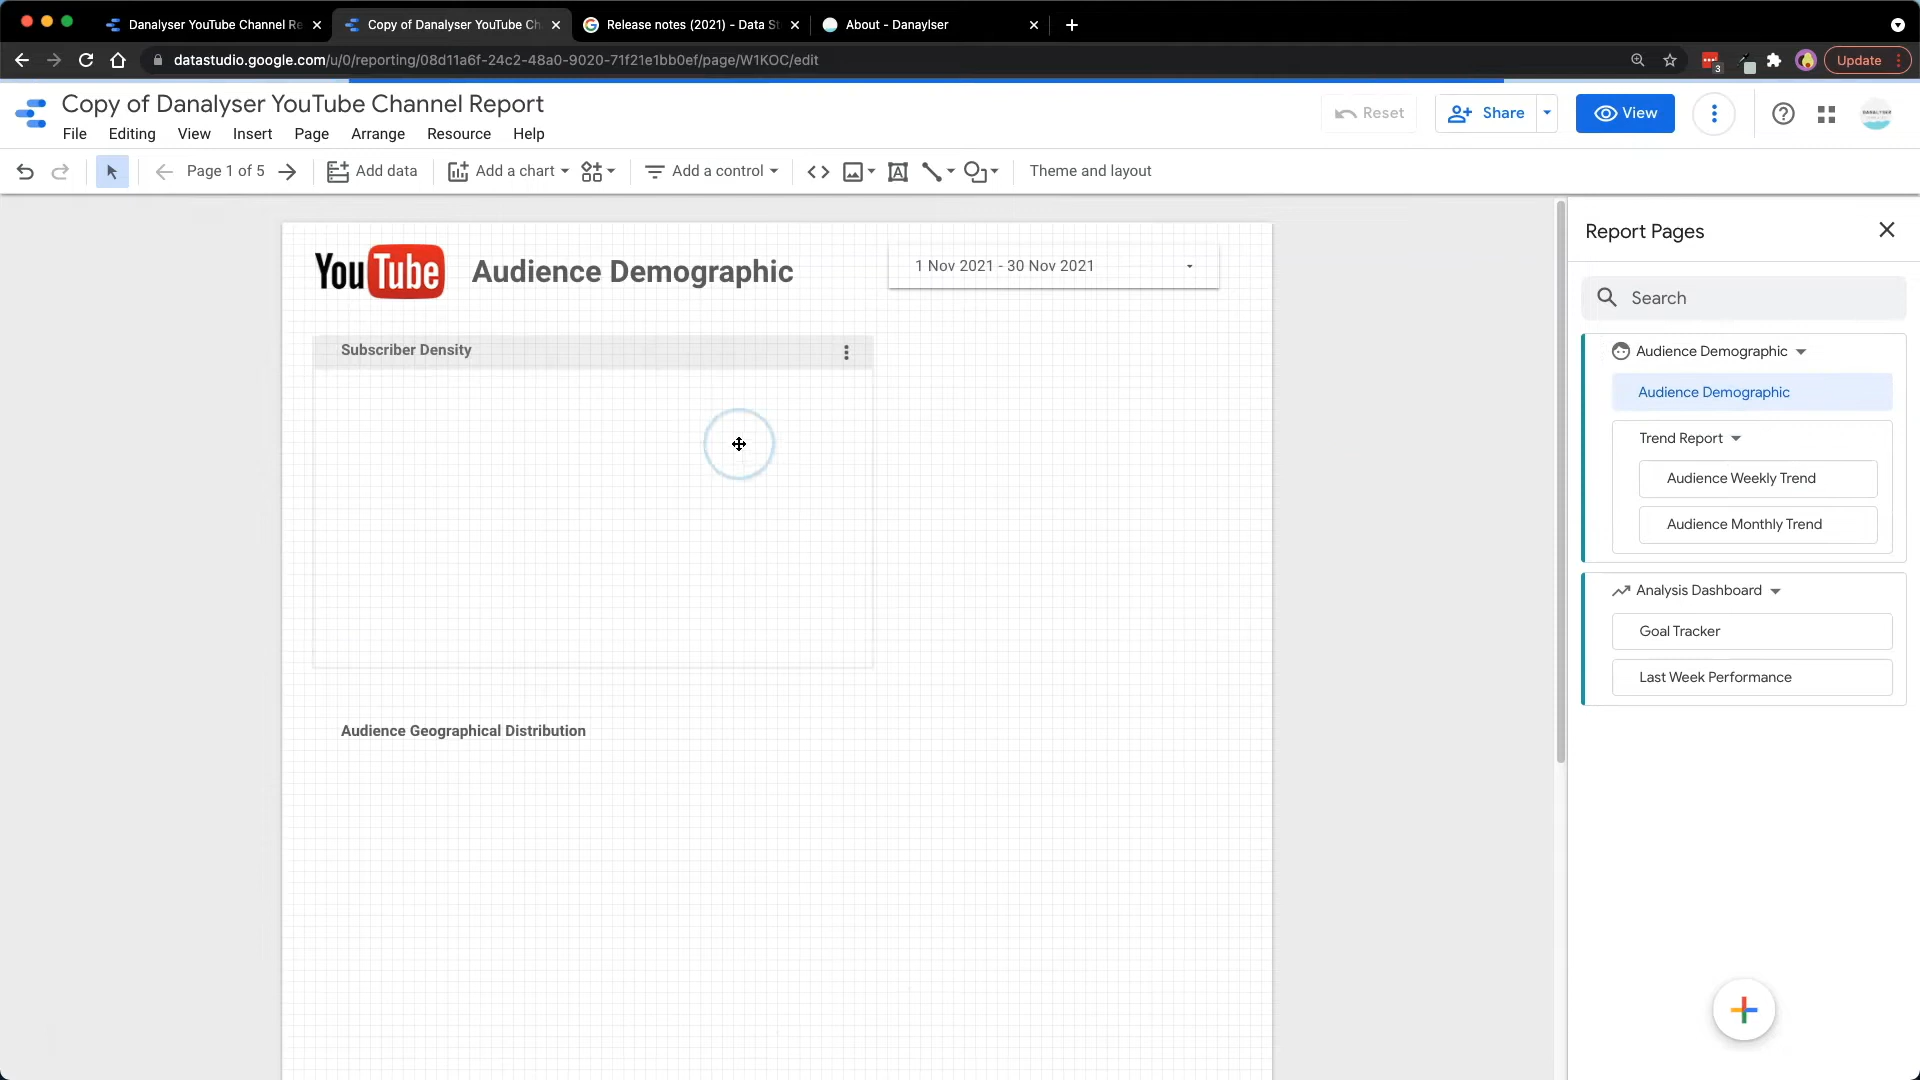 Danalyser YouTube Channel Re
Copy of Danalyser YouTube Ch
Release notes (2021) - Data St
About - Danaylser
datastudio.google.com/u/0/reporting/08d11a6f-24c2-48a0-9020-71f21e1bb0ef/page/W1KOC/edit
3
Update
Copy of Danalyser YouTube Channel Report
File Editing View Insert Page Arrange Resource Help
Reset
Share
View
Page 1 of 5
Add data
Add a chart
Add a control
Theme and layout
YouTube
Audience Demographic
1 Nov 2021 - 30 Nov 2021
Subscriber Density
Audience Geographical Distribution
Report Pages
Search
Audience Demographic
Audience Demographic
Trend Report
Audience Weekly Trend
Audience Monthly Trend
Analysis Dashboard
Goal Tracker
Last Week Performance